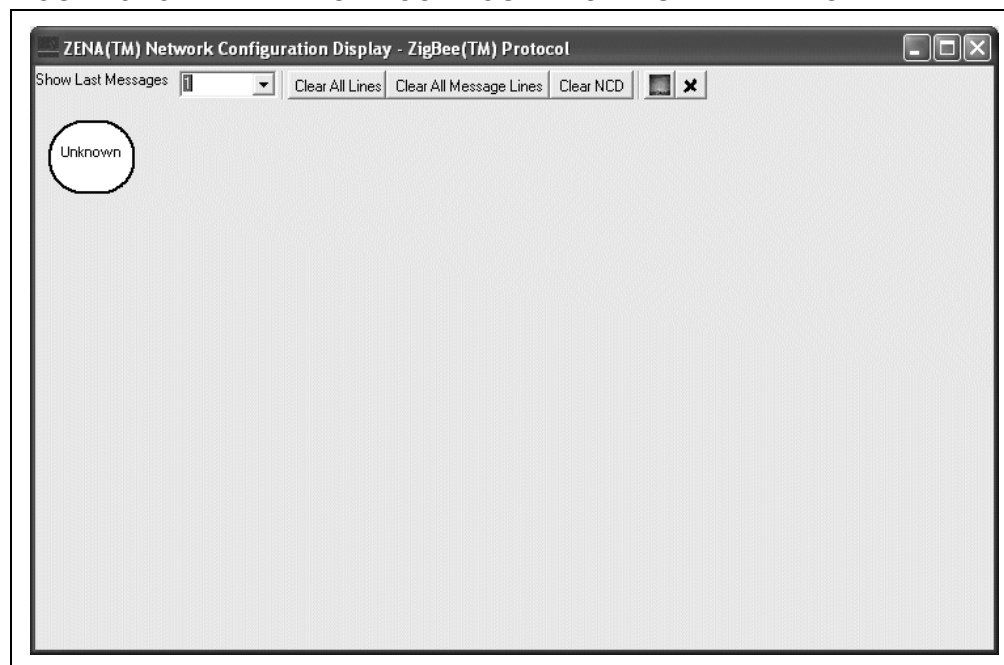 ZENA(TM) Network Configuration Display - ZigBee(TM) Protocol
Show Last Messages 1 Clear All Lines Clear All Message Lines Clear NCD
Unknown